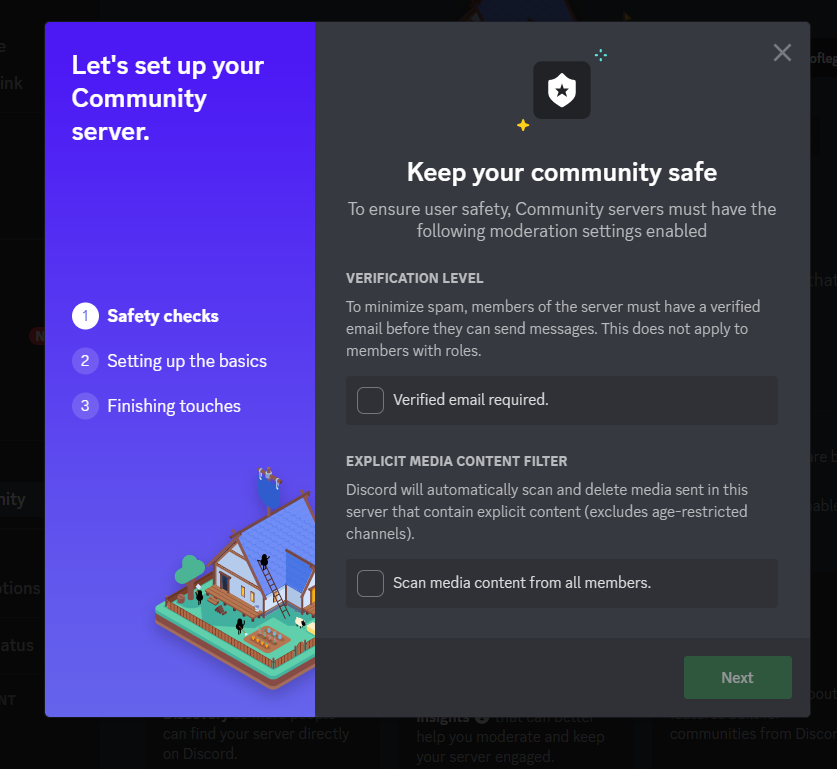 Let's set up your
Community
server.
1 Safety checks
2 Setting up the basics
3 Finishing touches
Keep your community safe
To ensure user safety, Community servers must have the
following moderation settings enabled
VERIFICATION LEVEL
To minimize spam, members of the server must have a verified
email before they can send messages. This does not apply to
members with roles.
Verified email required.
EXPLICIT MEDIA CONTENT FILTER
Discord will automatically scan and delete media sent in this
server that contain explicit content (excludes age-restricted
channels).
Scan media content from all members.
Next
can find your server directly
on Discord.
that can better
help you moderate and keep
your server engaged.
communities from Discor